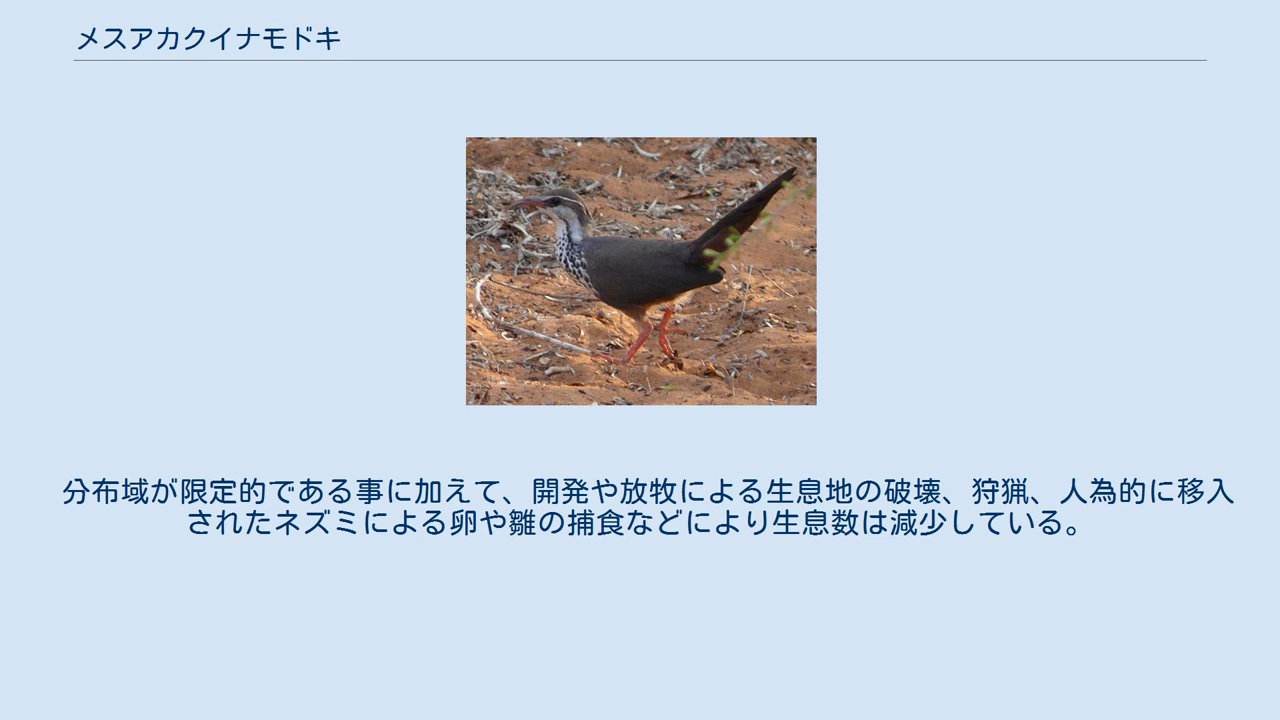 メスアカクイナモドキ
分布域が限定的である事に加えて、開発や放牧による生息地の破壊、狩猟、人為的に移入
されたネズミによる卵や雛の捕食などにより生息数は減少している。